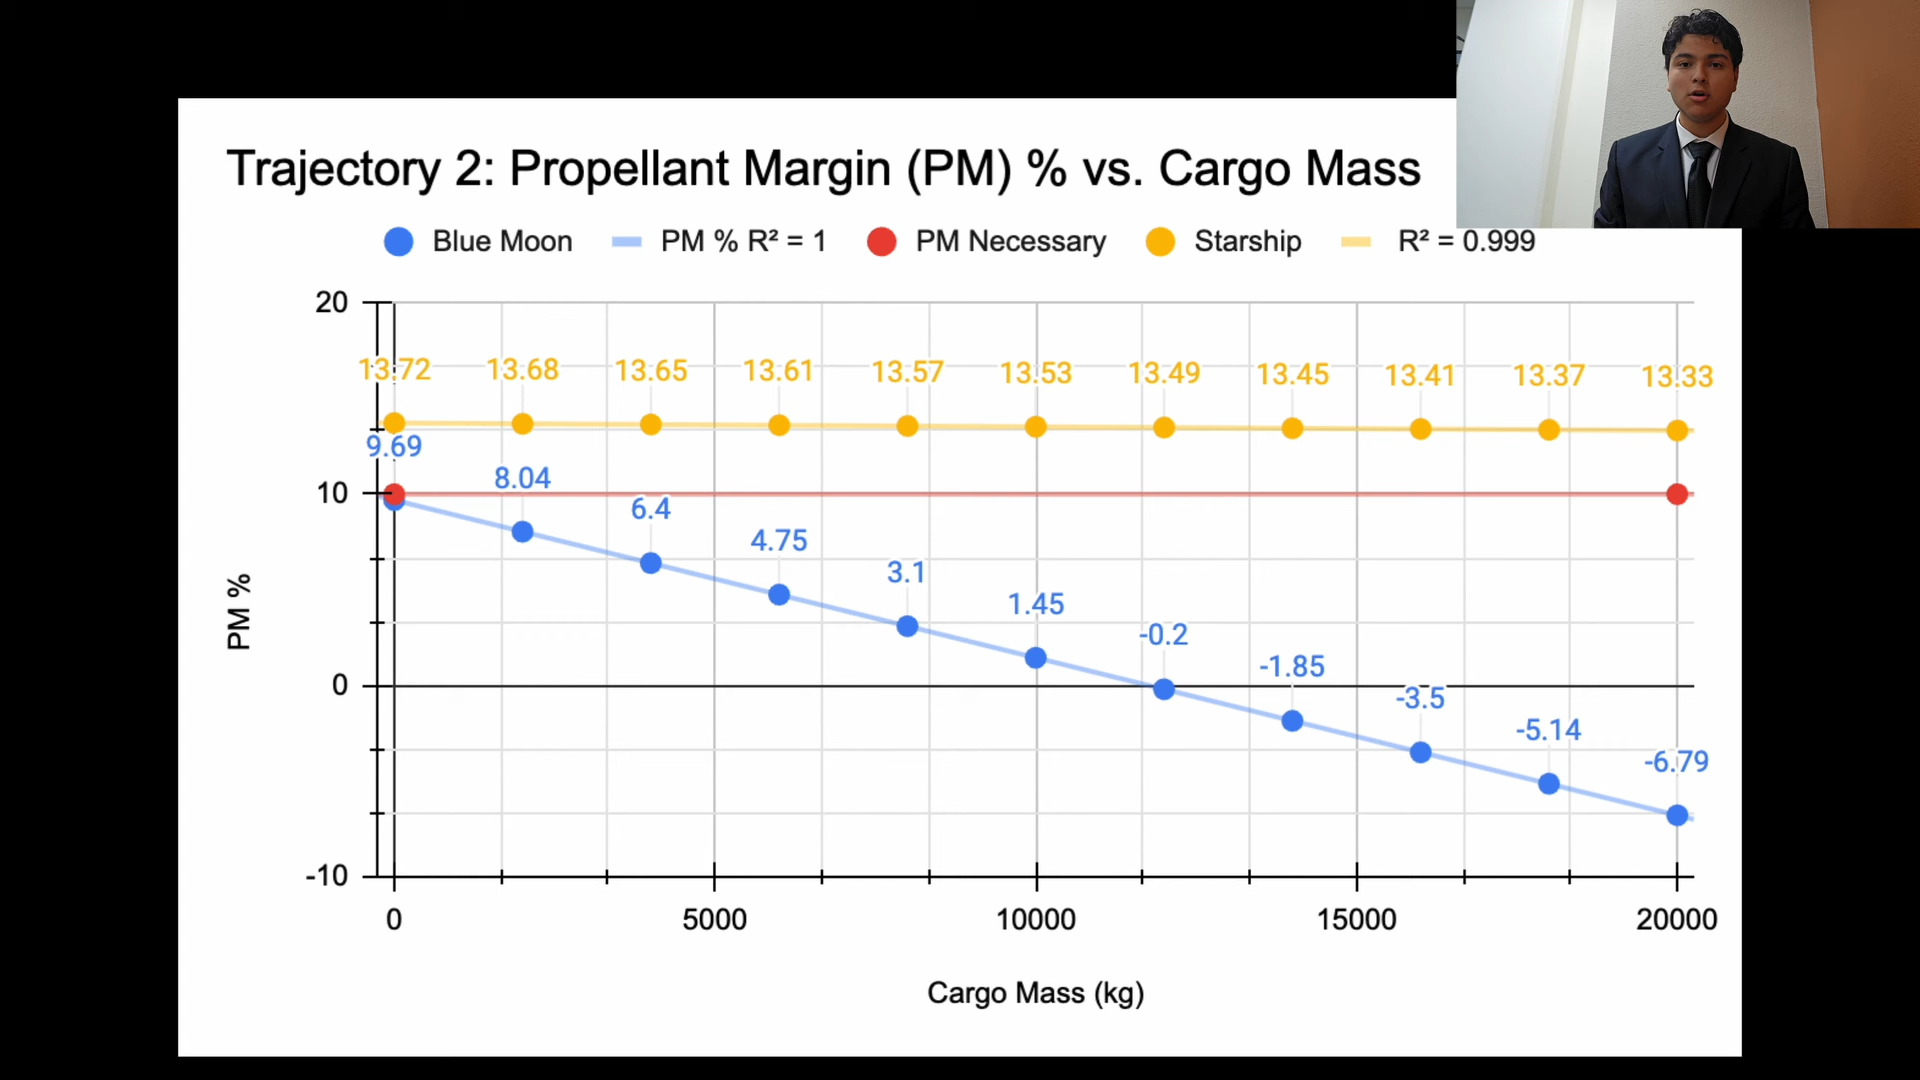 Trajectory 2: Propellant Margin (PM) % vs. Cargo Mass
Blue Moon PM % R² = 1 PM Necessary Starship R² = 0.999
20
13.72 13.68 13.65 13.61 13.57 13.53 13.49 13.45 13.41 13.37 13.33
9.69
8.04
10
6.4
4.75
3.1
1.45
-0.2
-1.85
0
-3.5
-5.14
-6.79
-10
PM %
0 5000 10000 15000 20000
Cargo Mass (kg)